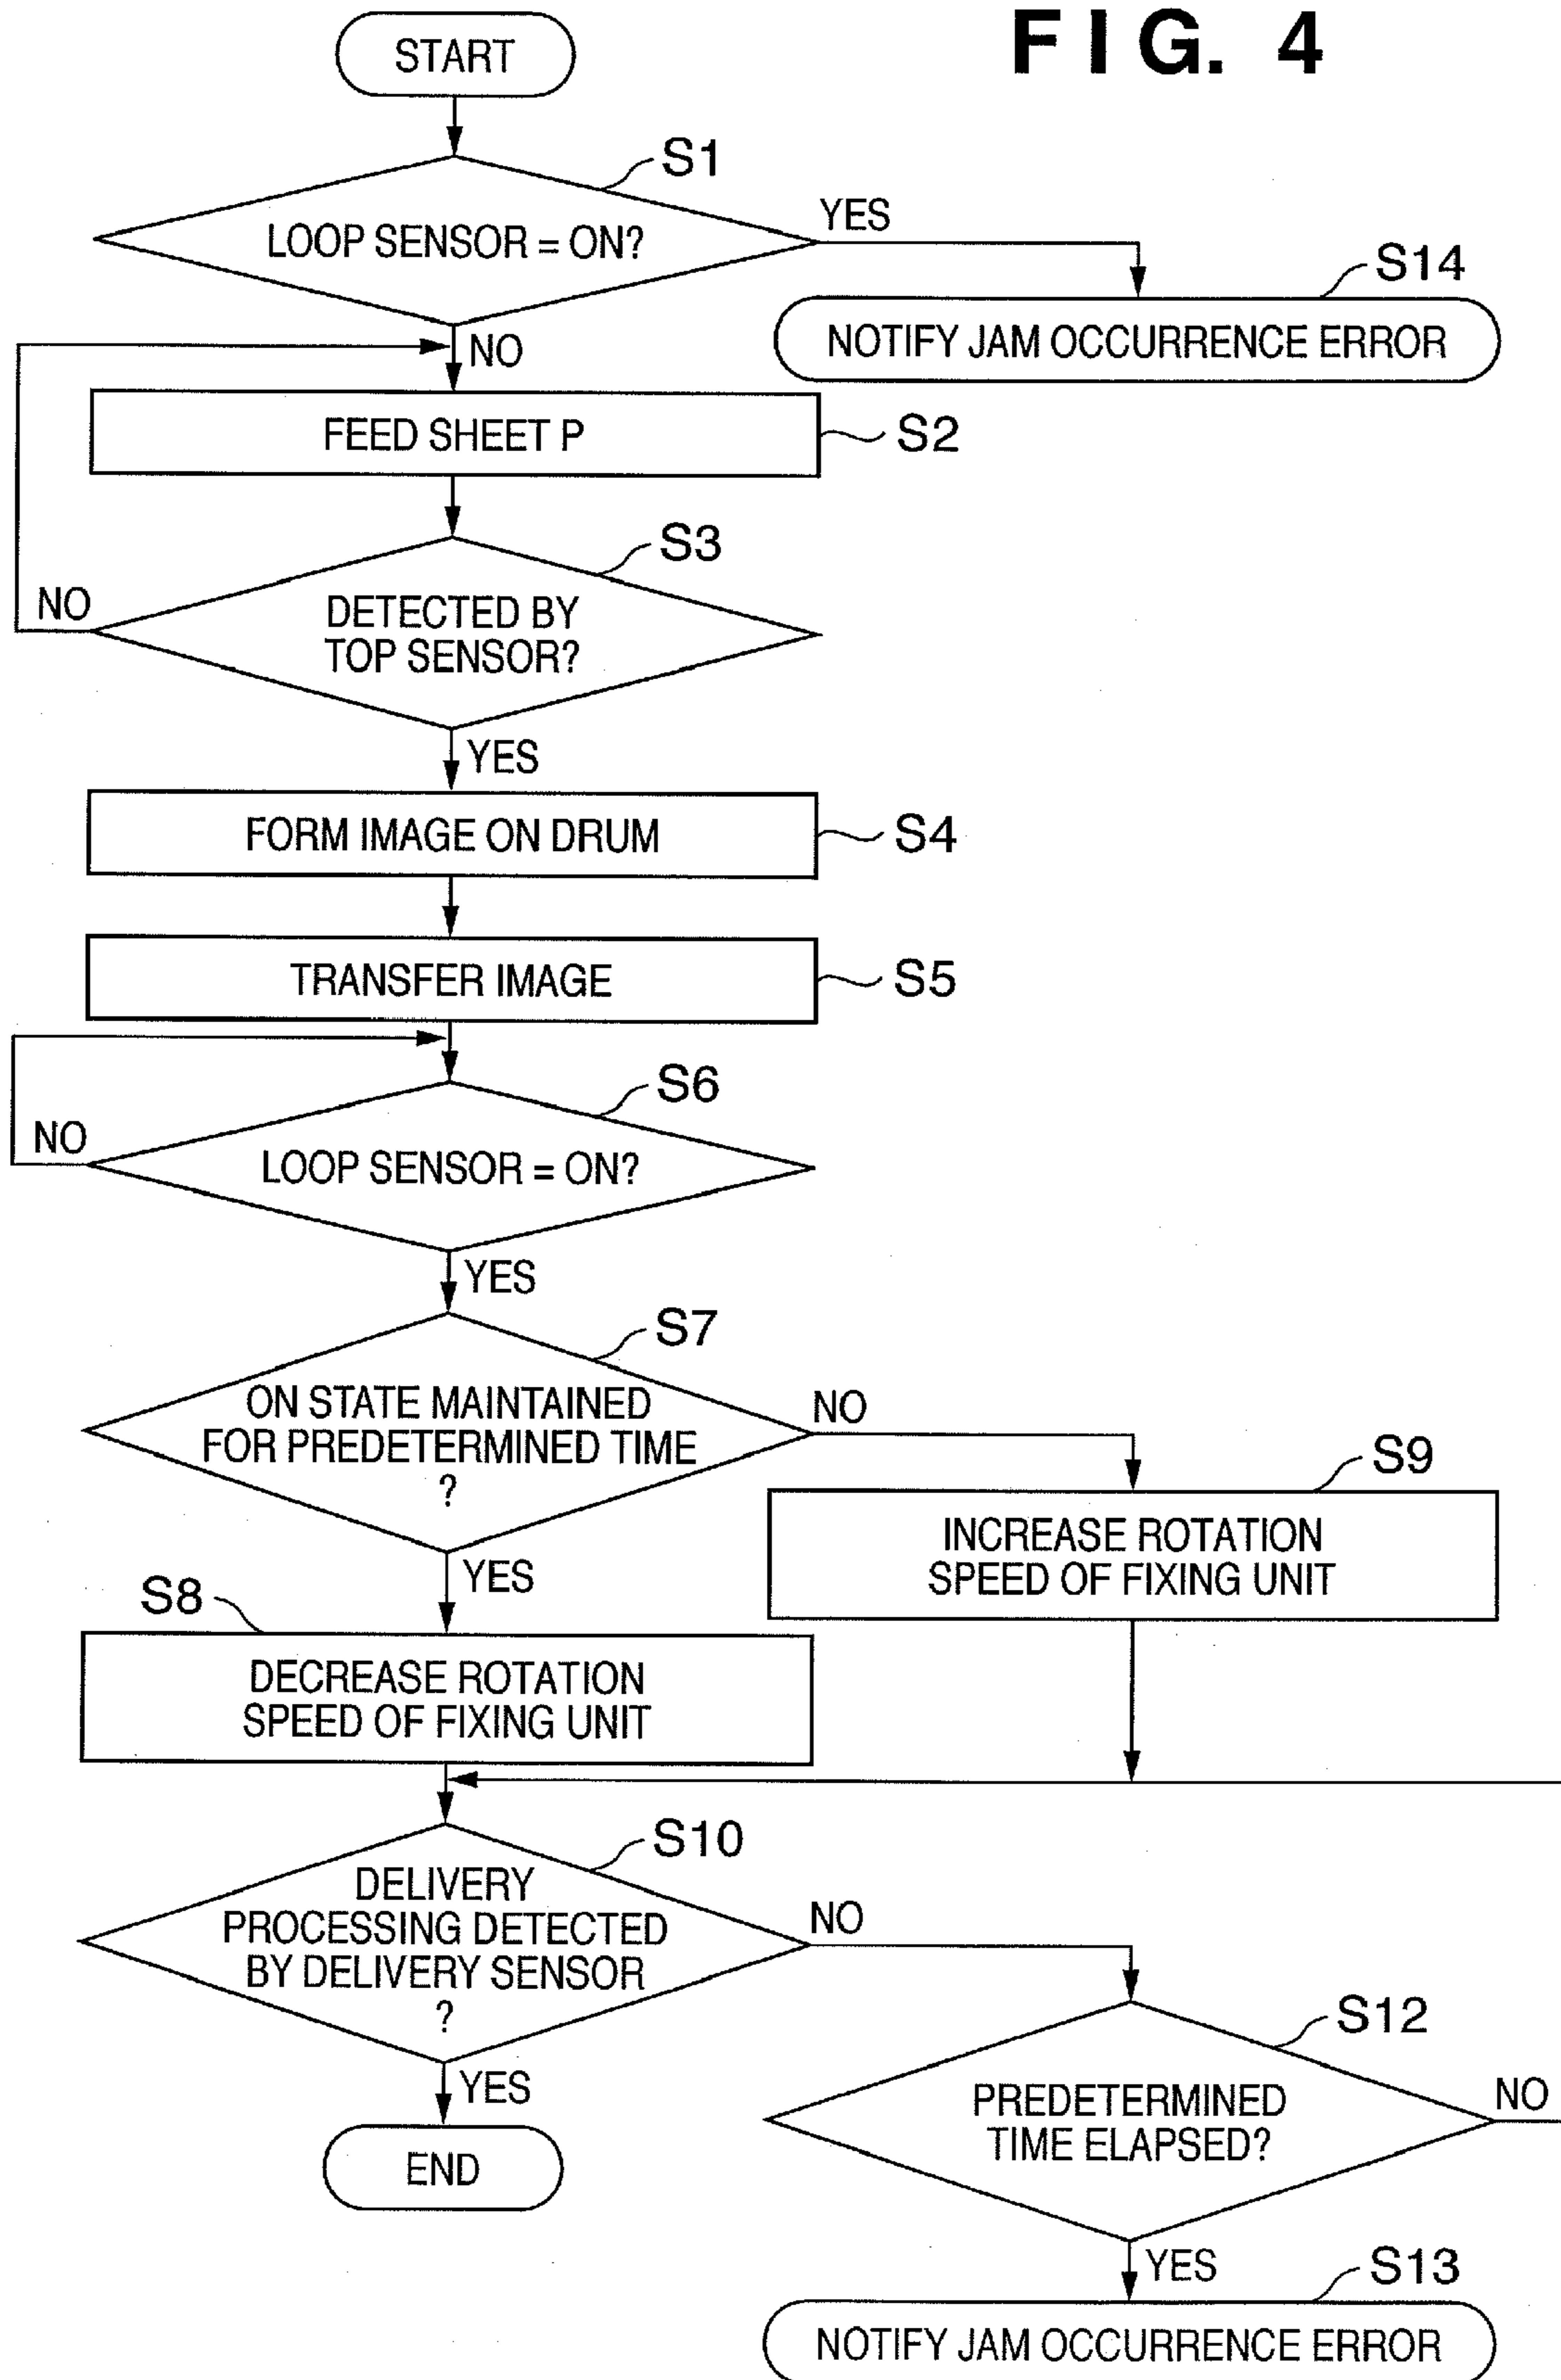 FIG. 4
START
S1
LOOP SENSOR = ON?
YES
S14
NOTIFY JAM OCCURRENCE ERROR
NO
FEED SHEET P
S2
S3
NO
DETECTED BY
TOP SENSOR?
YES
FORM IMAGE ON DRUM
S4
TRANSFER IMAGE
S5
S6
NO
LOOP SENSOR = ON?
YES
S7
ON STATE MAINTAINED
FOR PREDETERMINED TIME
?
NO
S9
INCREASE ROTATION
SPEED OF FIXING UNIT
YES
S8
DECREASE ROTATION
SPEED OF FIXING UNIT
S10
DELIVERY
PROCESSING DETECTED
BY DELIVERY SENSOR
?
NO
S12
PREDETERMINED
TIME ELAPSED?
NO
YES
END
YES
S13
NOTIFY JAM OCCURRENCE ERROR